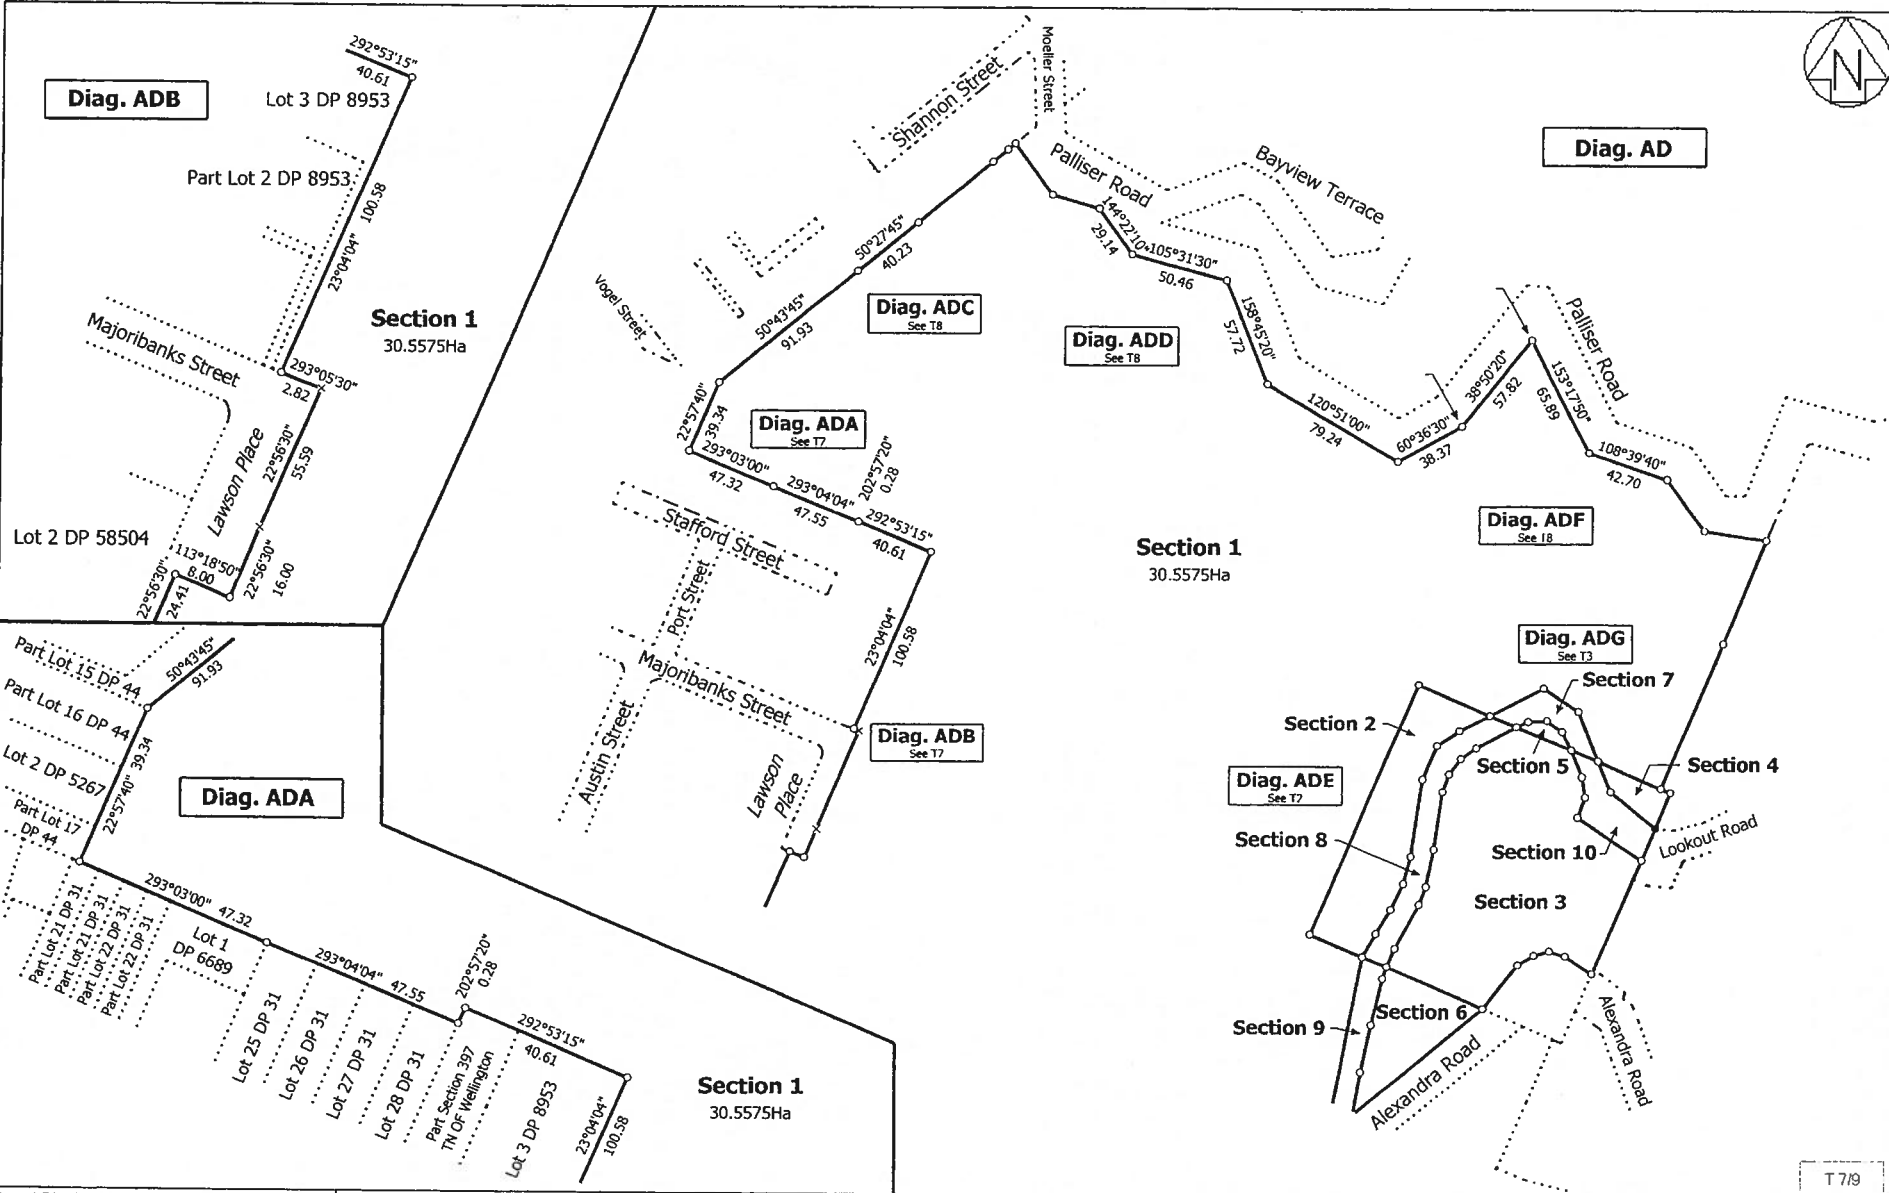 Diag. ADB
292°53'15"
40.61
Lot 3 DP 8953
Part Lot 2 DP 8953
100.58
23°04'04"
Majoribanks Street
Section 1
30.5575Ha
293°05'30"
2.82
Lawson Place
22°56'30"
55.59
Lot 2 DP 58504
113°18'50"
8.00
22°56'30"
16.00
22°56'30"
24.41
Part Lot 15 DP 44
50°43'45"
91.93
Part Lot 16 DP 44
Lot 2 DP 5267
22°57'40"
39.34
Part Lot 17
DP 44
Diag. ADA
293°03'00"
47.32
Part Lot 21 DP 31
Part Lot 21 DP 31
Part Lot 22 DP 31
Part Lot 22 DP 31
Lot 1
DP 6689
293°04'04"
47.55
202°57'20"
0.28
Lot 25 DP 31
Lot 26 DP 31
Lot 27 DP 31
Lot 28 DP 31
Part Section 397
TN OF Wellington
292°53'15"
40.61
Lot 3 DP 8953
23°04'04"
100.58
Section 1
30.5575Ha
Diag. AD
N
Shannon Street
Moeller Street
Palliser Road
Bayview Terrace
Vogel Street
50°27'45"
40.23
50°43'45"
91.93
Diag. ADC
See T8
144°22'10"
29.14
105°31'30"
50.46
Diag. ADD
See T8
158°45'20"
57.72
120°51'00"
79.24
60°36'30"
38.37
38°50'20"
57.82
153°17'50"
65.89
Palliser Road
108°39'40"
42.70
22°57'40"
39.34
Diag. ADA
See T7
293°03'00"
47.32
293°04'04"
47.55
202°57'20"
0.28
292°53'15"
40.61
Stafford Street
Port Street
Majoribanks Street
Austin Street
23°04'04"
100.58
Diag. ADB
See T7
Lawson
Place
Section 1
30.5575Ha
Diag. ADF
See T8
Diag. ADG
See T3
Section 7
Section 2
Section 5
Section 4
Diag. ADE
See T2
Section 8
Section 10
Lookout Road
Section 3
Section 6
Section 9
Alexandra Road
Alexandra Road
T 7/9